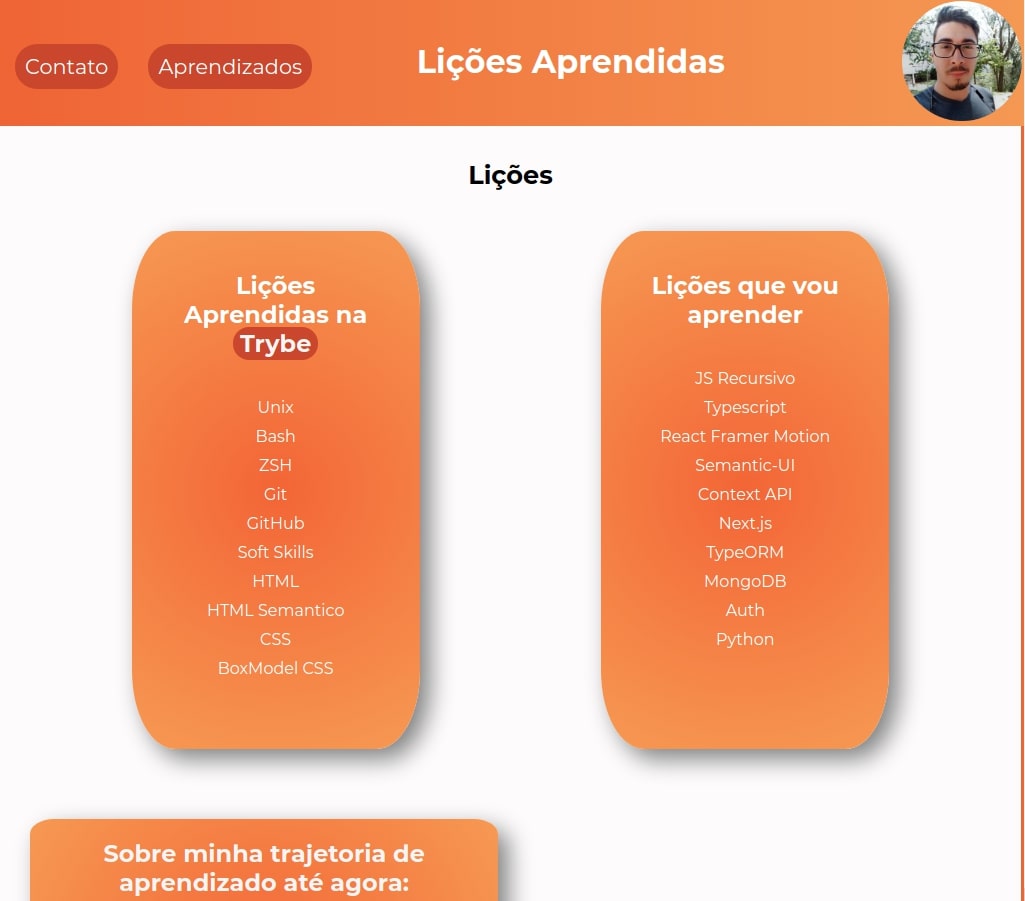 Contato
Aprendizados
Lições Aprendidas
Lições
Lições
Aprendidas na
Trybe
Unix
Bash
ZSH
Git
GitHub
Soft Skills
HTML
HTML Semantico
CSS
BoxModel CSS
Lições que vou
aprender
JS Recursivo
Typescript
React Framer Motion
Semantic-UI
Context API
Next.js
TypeORM
MongoDB
Auth
Python
Sobre minha trajetoria de
aprendizado até agora: